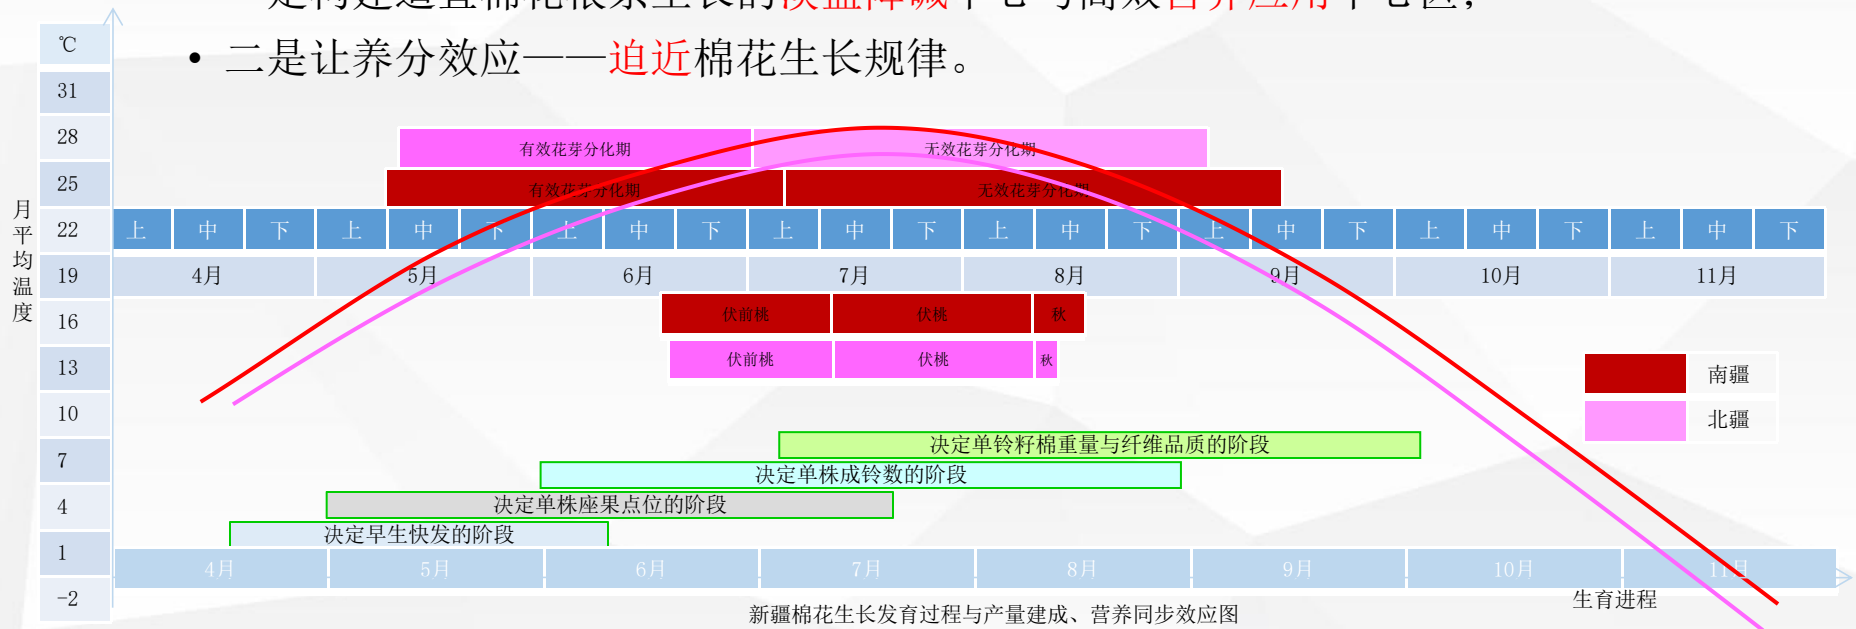 • 二是让养分效应——迫近棉花生长规律。
℃
31
28
25
22
19
16
13
10
7
4
1
-2
月平均温度
有效花芽分化期 无效花芽分化期
有效花芽分化期 无效花芽分化期
上 中 下 上 中 下 上 中 下 上 中 下 上 中 下 上 中 下 上 中 下 上 中 下
4月 5月 6月 7月 8月 9月 10月 11月
伏前桃 伏桃 秋
伏前桃 伏桃 秋
南疆
北疆
决定单铃籽棉重量与纤维品质的阶段
决定单株成铃数的阶段
决定单株座果点位的阶段
决定早生快发的阶段
4月 5月 6月 7月 8月 9月 10月 11月
生育进程
新疆棉花生长发育过程与产量建成、营养同步效应图